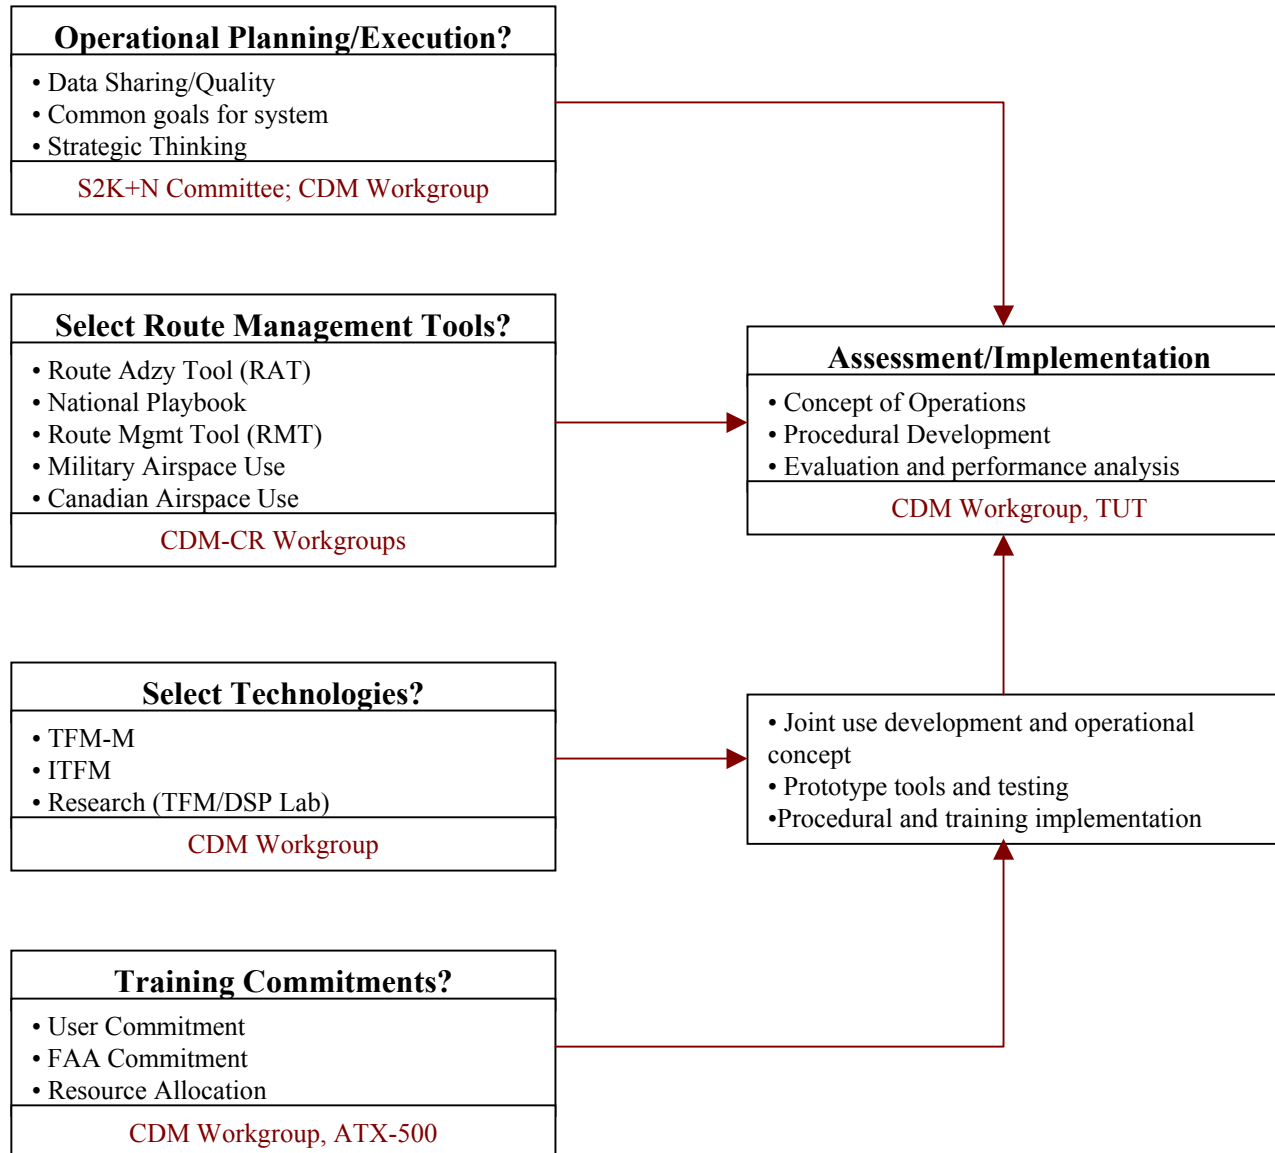 Operational Planning/Execution?
• Data Sharing/Quality
• Common goals for system
• Strategic Thinking
S2K+N Committee; CDM Workgroup
Select Route Management Tools?
• Route Adzy Tool (RAT)
• National Playbook
• Route Mgmt Tool (RMT)
• Military Airspace Use
• Canadian Airspace Use
CDM-CR Workgroups
Assessment/Implementation
• Concept of Operations
• Procedural Development
• Evaluation and performance analysis
CDM Workgroup, TUT
Select Technologies?
• TFM-M
• ITFM
• Research (TFM/DSP Lab)
CDM Workgroup
• Joint use development and operational
concept
• Prototype tools and testing
•Procedural and training implementation
Training Commitments?
• User Commitment
• FAA Commitment
• Resource Allocation
CDM Workgroup, ATX-500